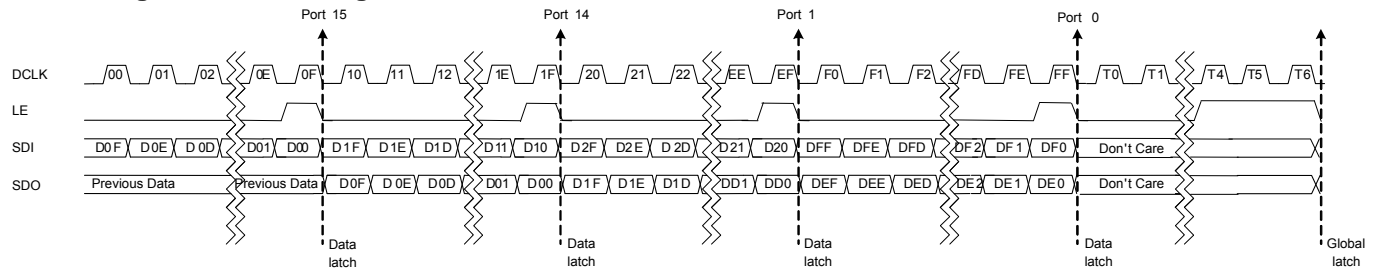 Port 15 Port 14 Port 1 Port 0
DCLK 00 01 02 0E 0F 10 11 12 1E 1F 20 21 22 EE EF F0 F1 F2 FD FE FF T0 T1 T4 T5 T6
LE
SDI D0F D0E D0D D01 D00 D1F D1E D1D D11 D10 D2F D2E D2D D21 D20 DFF DFE DFD DF2 DF1 DF0 Don't Care
SDO Previous Data Previous Data D0F D0E D0D D01 D00 D1F D1E D1D DD1 DD0 DEF DEE DED DE2 DE1 DE0 Don't Care
Data Data Data Data Global
latch latch latch latch latch